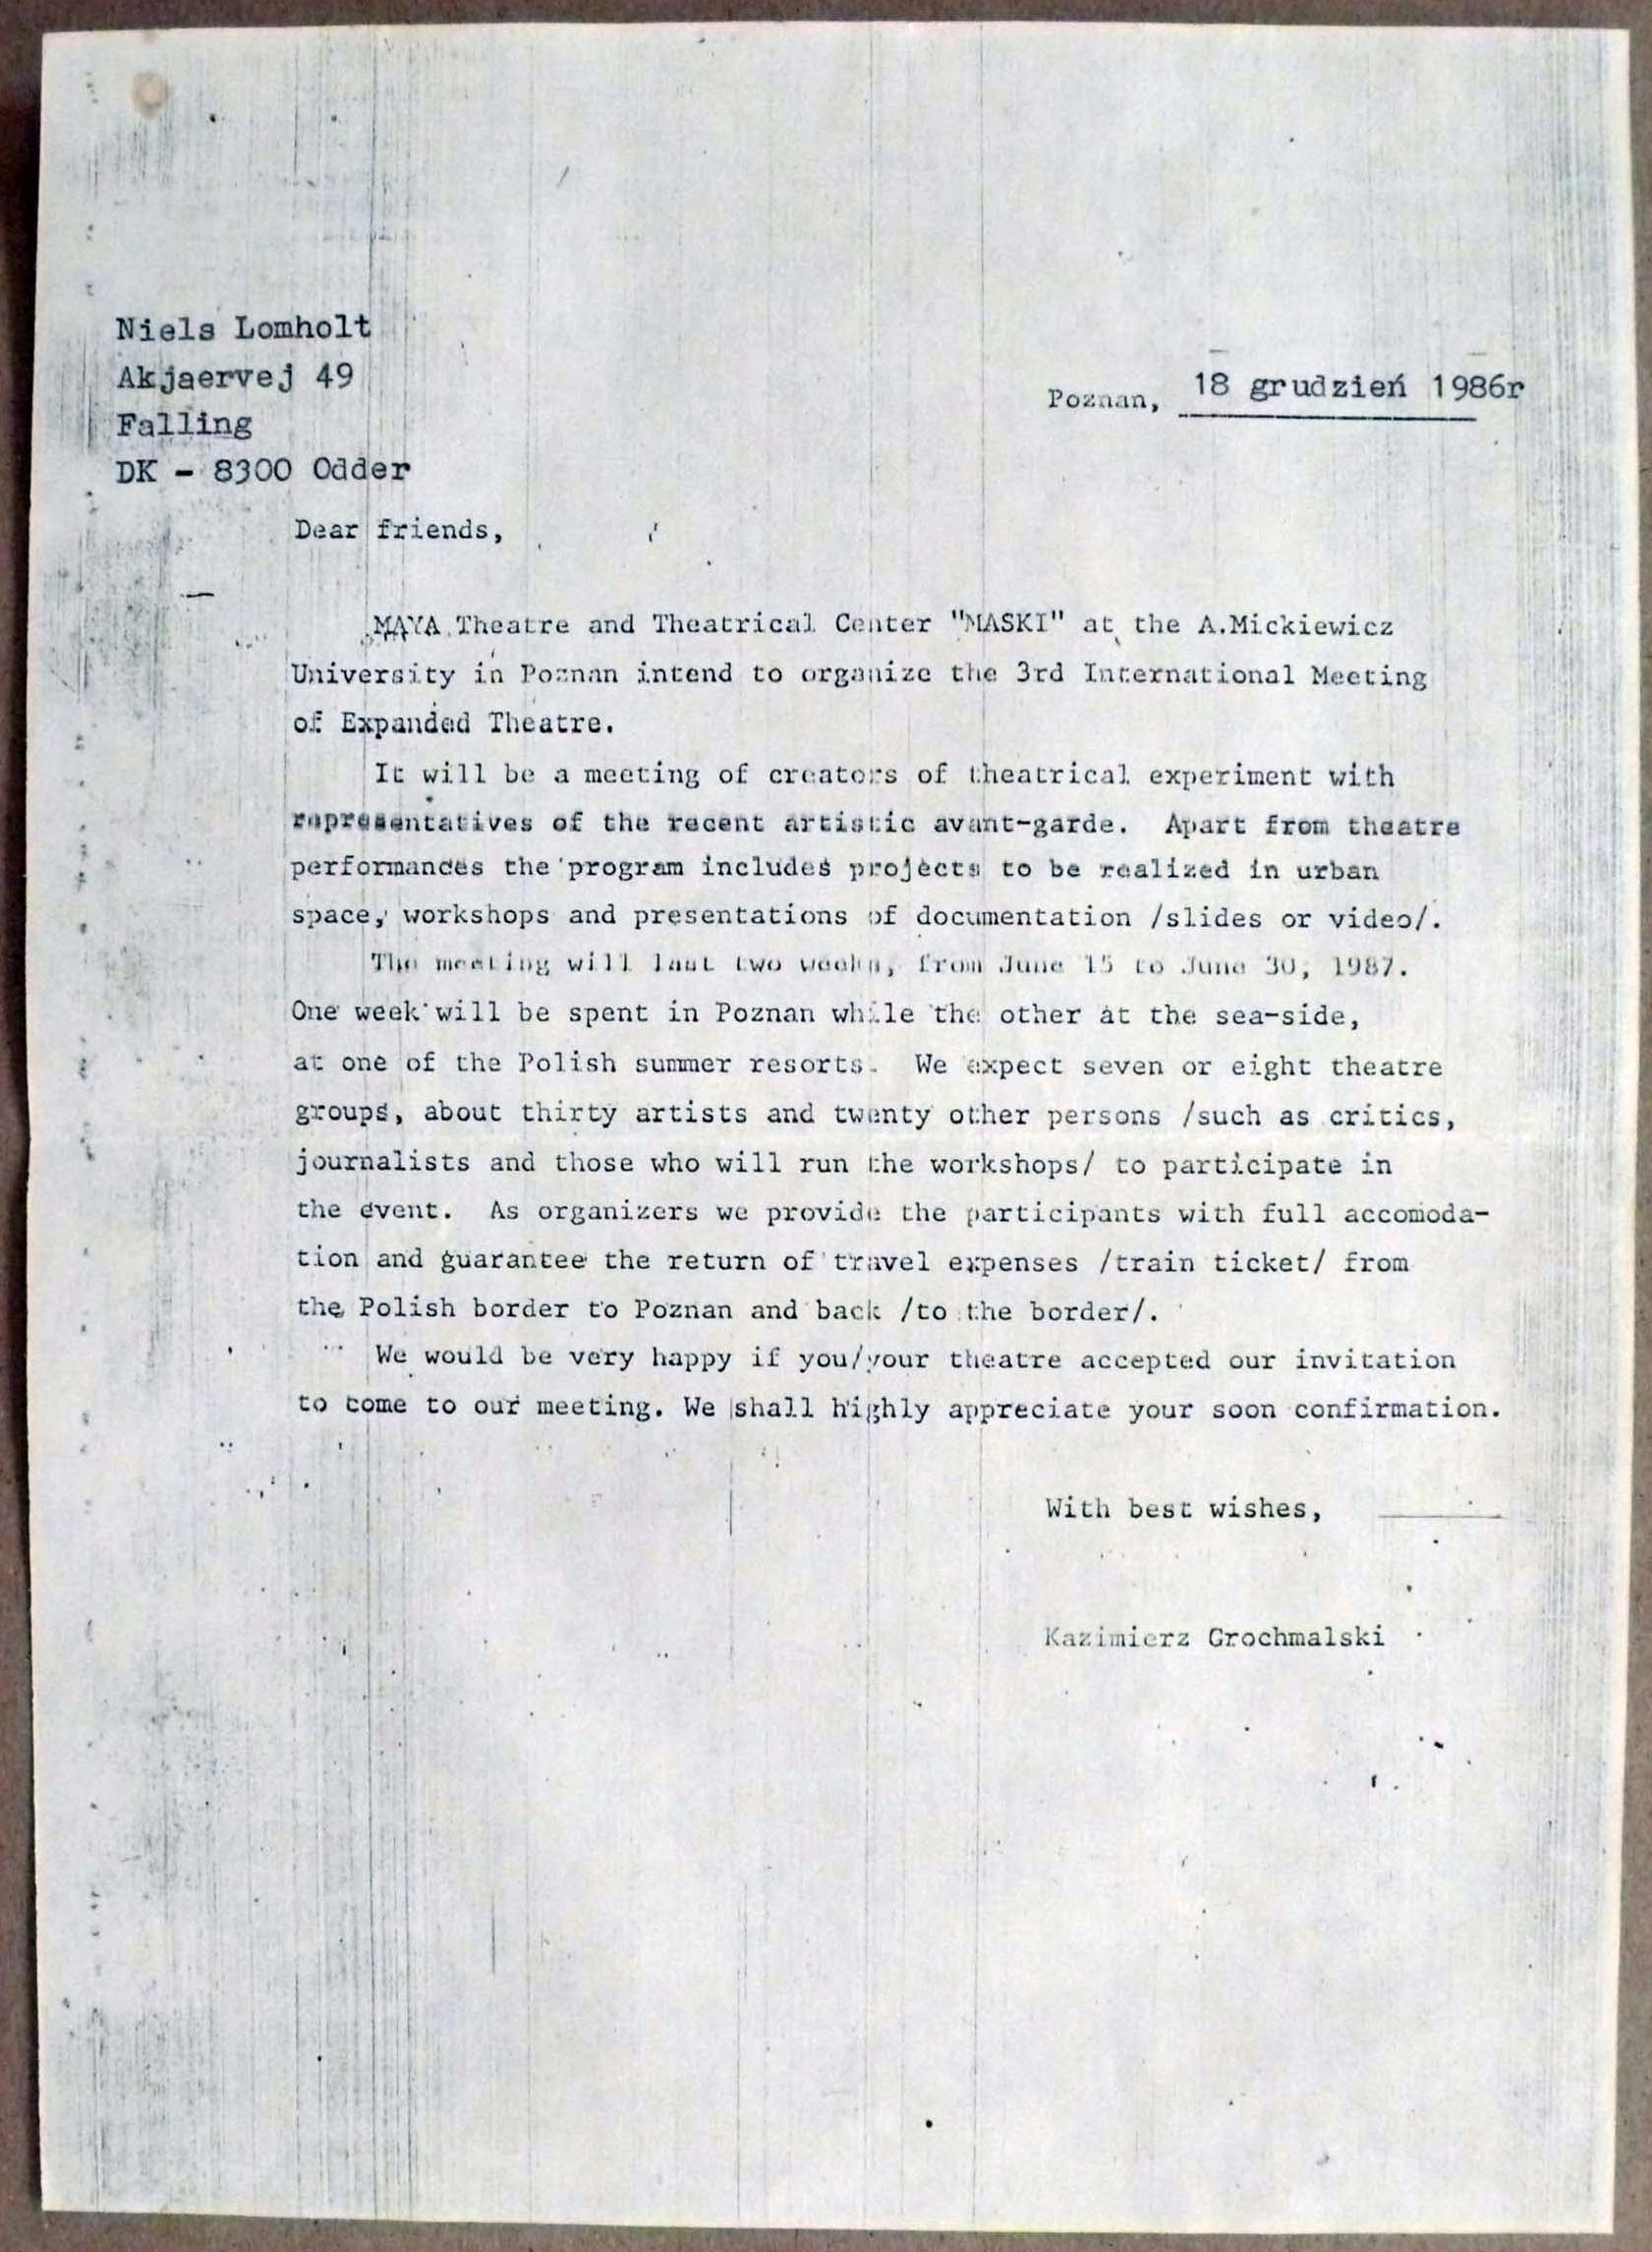 Niels Lomholt
Akjaervej 49
Falling
DK - 8300 Odder
Poznan, 18 grudzień 1986r
Dear friends,
MAYA Theatre and Theatrical Center "MASKI" at the A.Mickiewicz
University in Poznan intend to organize the 3rd International Meeting
of Expanded Theatre.
It will be a meeting of creators of theatrical experiment with
representatives of the recent artistic avant-garde. Apart from theatre
performances the program includes projects to be realized in urban
space, workshops and presentations of documentation /slides or video/.
The meeting will last two weeks, from June 15 to June 30, 1987.
One week will be spent in Poznan while the other at the sea-side,
at one of the Polish summer resorts. We expect seven or eight theatre
groups, about thirty artists and twenty other persons /such as critics,
journalists and those who will run the workshops/ to participate in
the event. As organizers we provide the participants with full accomoda-
tion and guarantee the return of travel expenses /train ticket/ from
the Polish border to Poznan and back /to the border/.
We would be very happy if you/your theatre accepted our invitation
to come to our meeting. We shall highly appreciate your soon confirmation.
With best wishes,
Kazimierz Grochmalski